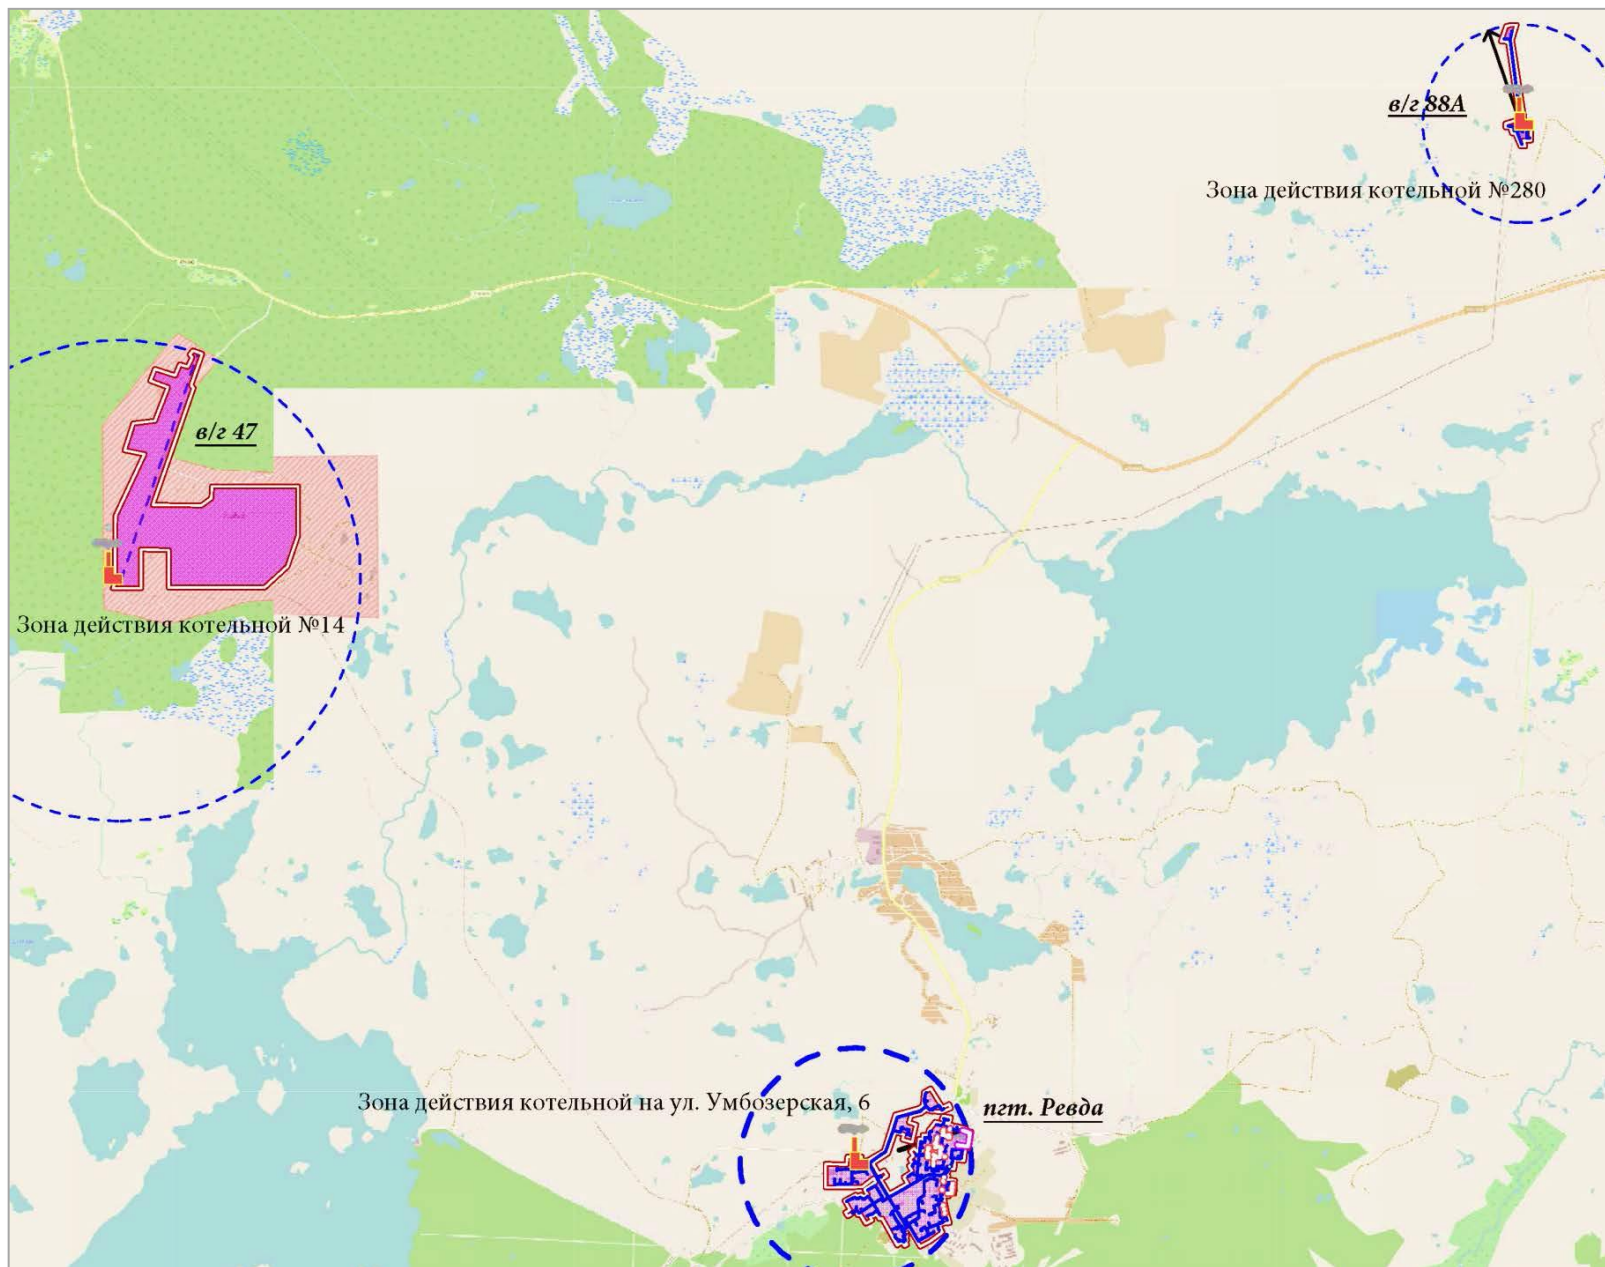 в/г 88А
Зона действия котельной №280
в/г 47
Зона действия котельной №14
Зона действия котельной на ул. Умбозерская, 6
пгт. Ревда